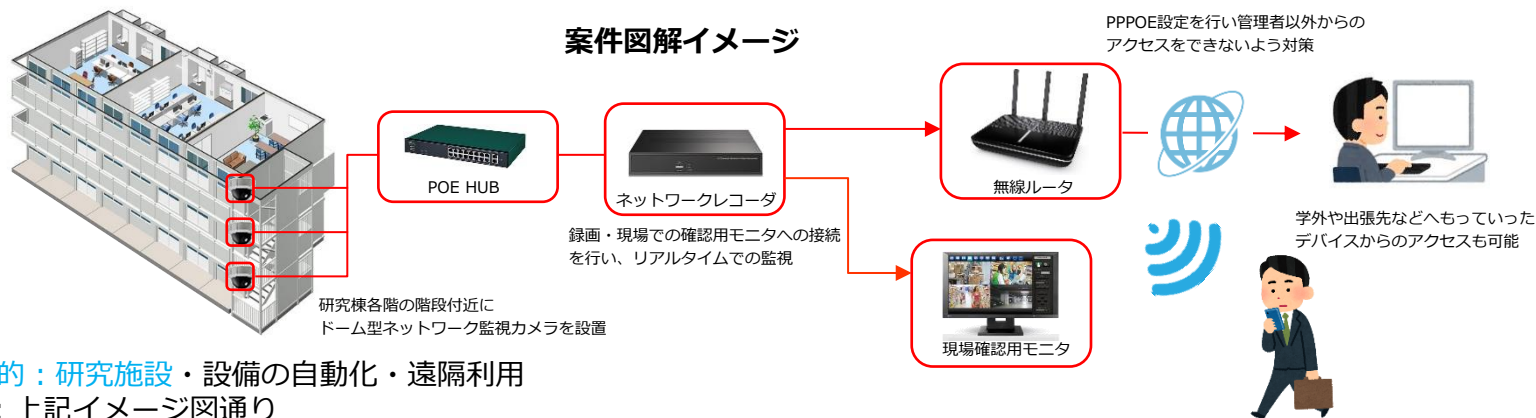 案件図解イメージ
PPPOE設定を行い管理者以外からの
アクセスをできないよう対策
POE HUB
ネットワークレコーダ
無線ルータ
録画・現場での確認用モニタへの接続
を行い、リアルタイムでの監視
学外や出張先などへもっていった
デバイスからのアクセスも可能
研究棟各階の階段付近に
ドーム型ネットワーク監視カメラを設置
現場確認用モニタ
的：研究施設・設備の自動化・遠隔利用
：上記イメージ図通り